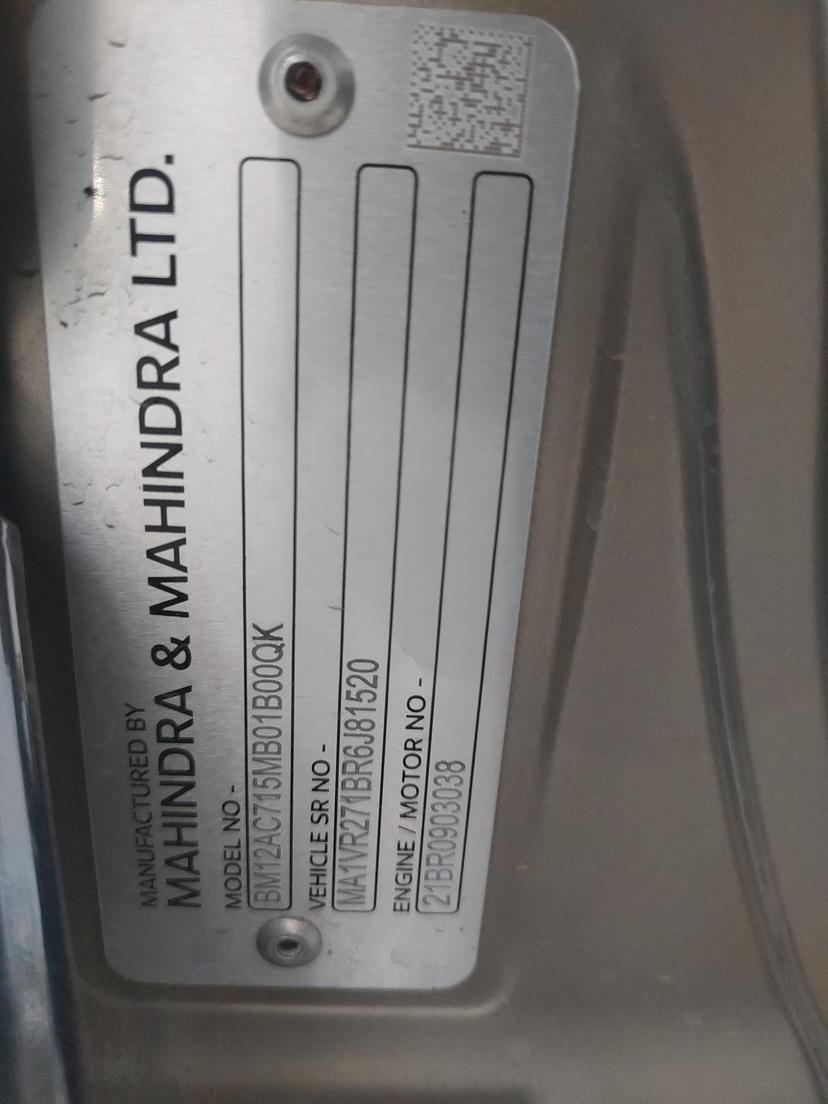 MANUFACTURED BY
MAHINDRA & MAHINDRA LTD.
MODEL NO -
BM12AC715MB01B00QK
VEHICLE SR NO -
MA1VR271BR6J81520
ENGINE / MOTOR NO -
21BR0903038